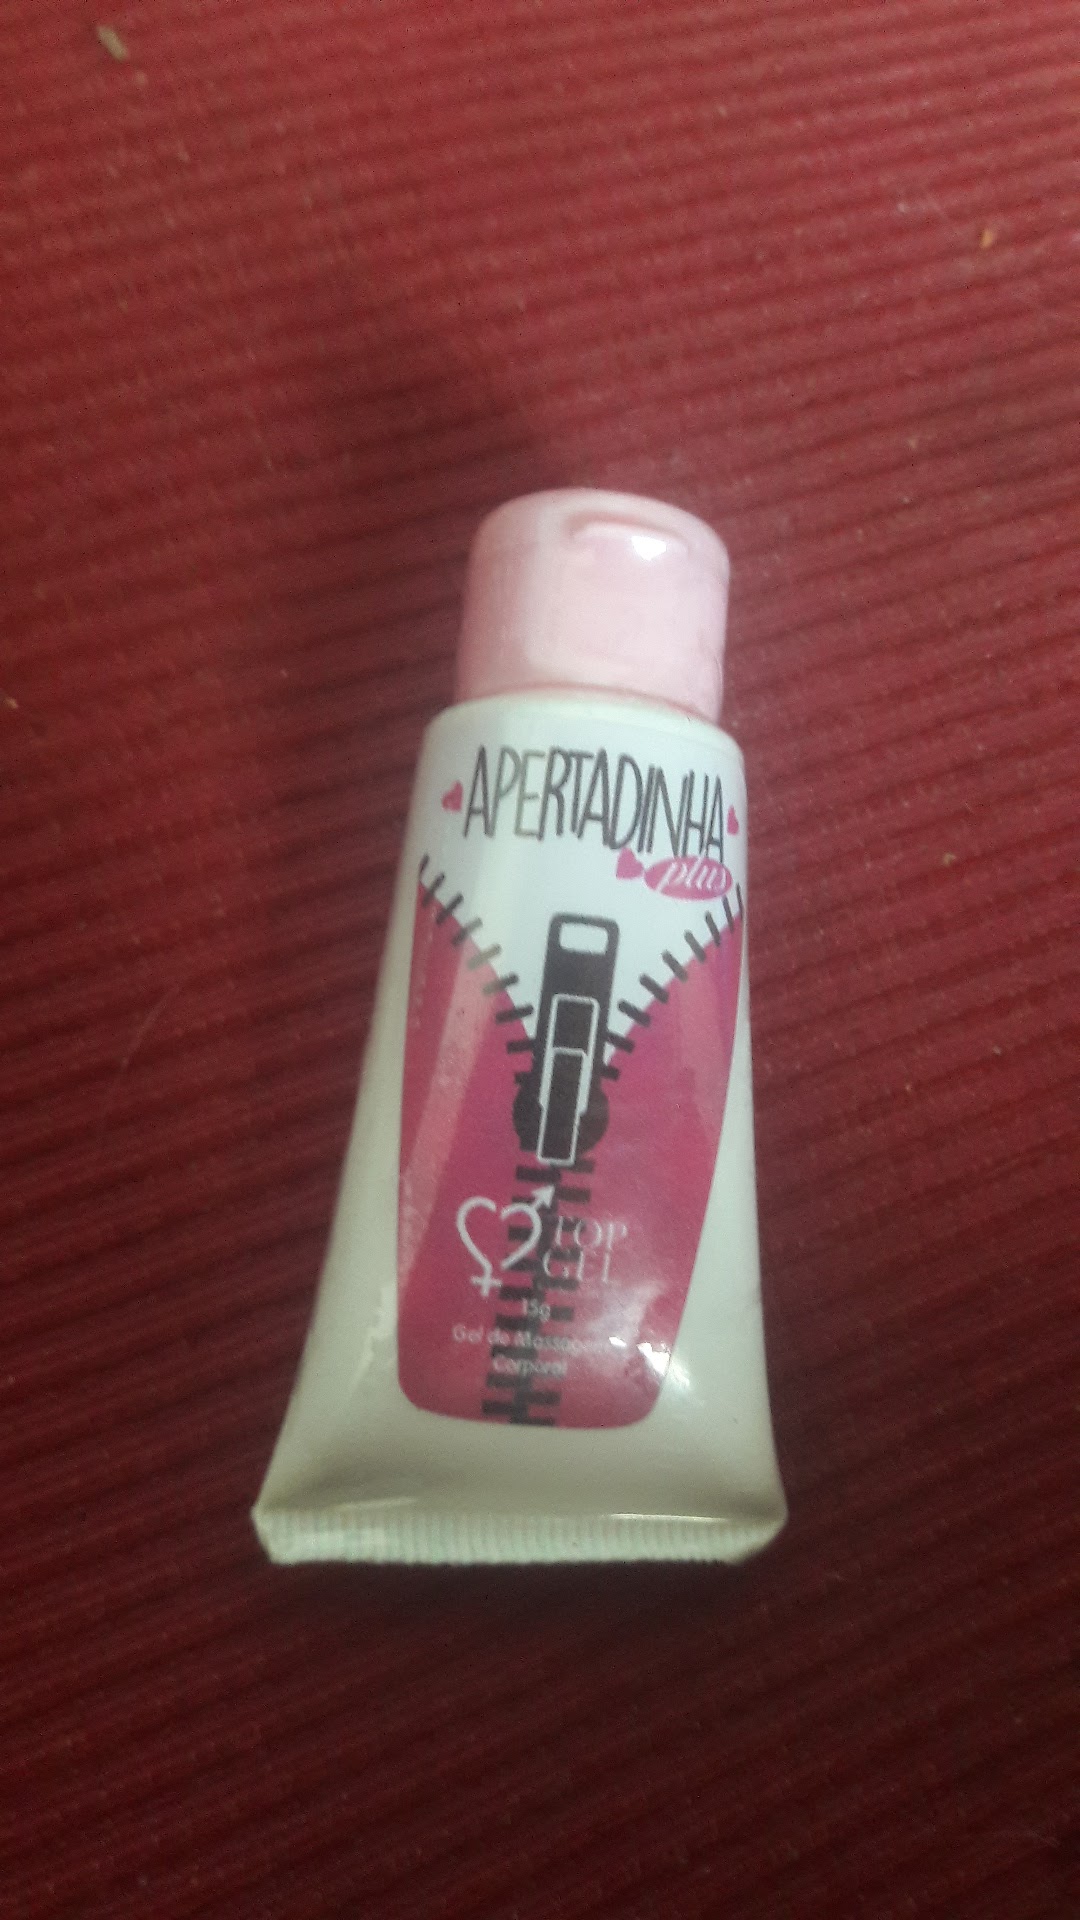 APERTADINHA
plus
TOP
GEL
15g
Gel de Massagem
Corporal